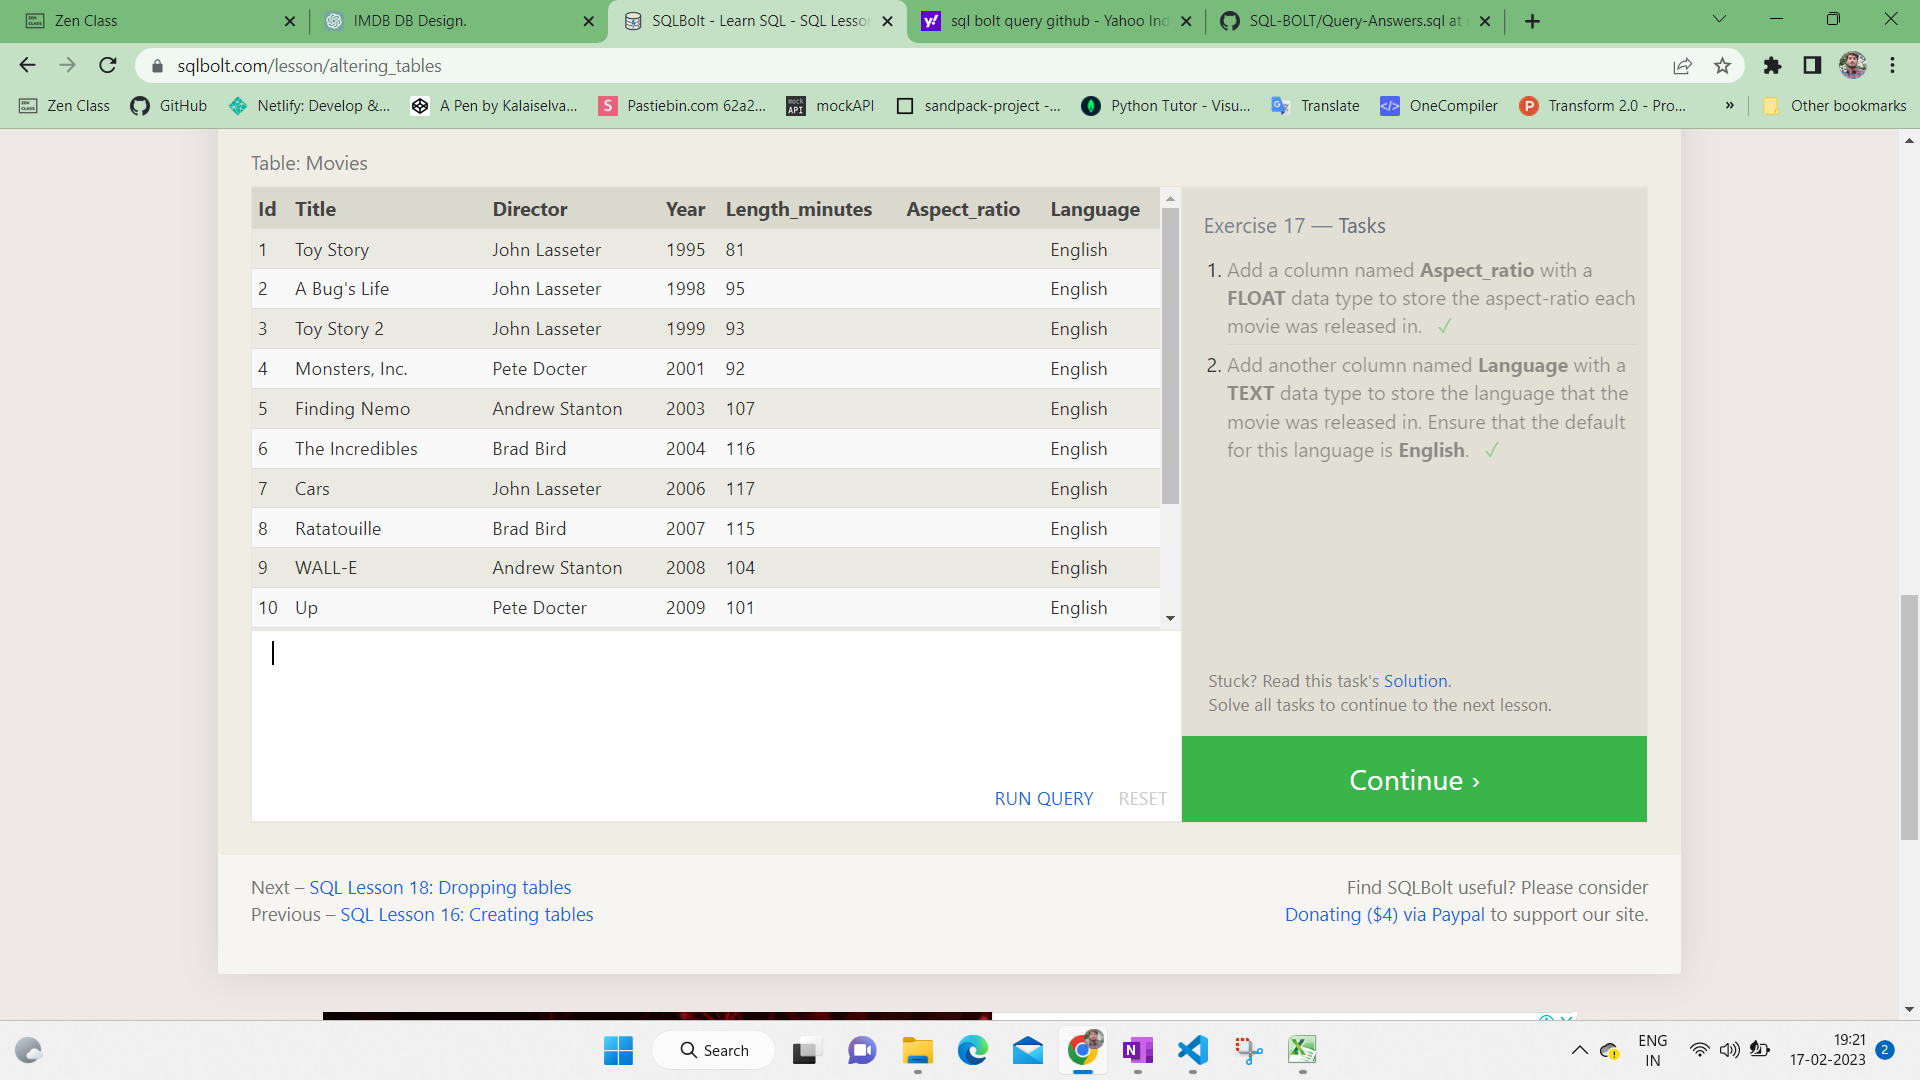 Zen Class
IMDB DB Design.
SQLBolt - Learn SQL - SQL Lesson
sql bolt query github - Yahoo Ind
SQL-BOLT/Query-Answers.sql at
sqlbolt.com/lesson/altering_tables
Zen Class
GitHub
Netlify: Develop &...
A Pen by Kalaiselva...
Pastiebin.com 62a2...
mockAPI
sandpack-project -...
Python Tutor - Visu...
Translate
OneCompiler
Transform 2.0 - Pro...
»
Other bookmarks
Table: Movies
Id Title Director Year Length_minutes Aspect_ratio Language
1 Toy Story John Lasseter 1995 81 English
2 A Bug's Life John Lasseter 1998 95 English
3 Toy Story 2 John Lasseter 1999 93 English
4 Monsters, Inc. Pete Docter 2001 92 English
5 Finding Nemo Andrew Stanton 2003 107 English
6 The Incredibles Brad Bird 2004 116 English
7 Cars John Lasseter 2006 117 English
8 Ratatouille Brad Bird 2007 115 English
9 WALL-E Andrew Stanton 2008 104 English
10 Up Pete Docter 2009 101 English
RUN QUERY RESET
Exercise 17 — Tasks
1. Add a column named Aspect_ratio with a
FLOAT data type to store the aspect-ratio each
movie was released in. ✓
2. Add another column named Language with a
TEXT data type to store the language that the
movie was released in. Ensure that the default
for this language is English. ✓
Stuck? Read this task's Solution.
Solve all tasks to continue to the next lesson.
Continue ›
Next – SQL Lesson 18: Dropping tables
Previous – SQL Lesson 16: Creating tables
Find SQLBolt useful? Please consider
Donating ($4) via Paypal to support our site.
Search
ENG
IN
19:21
17-02-2023
2